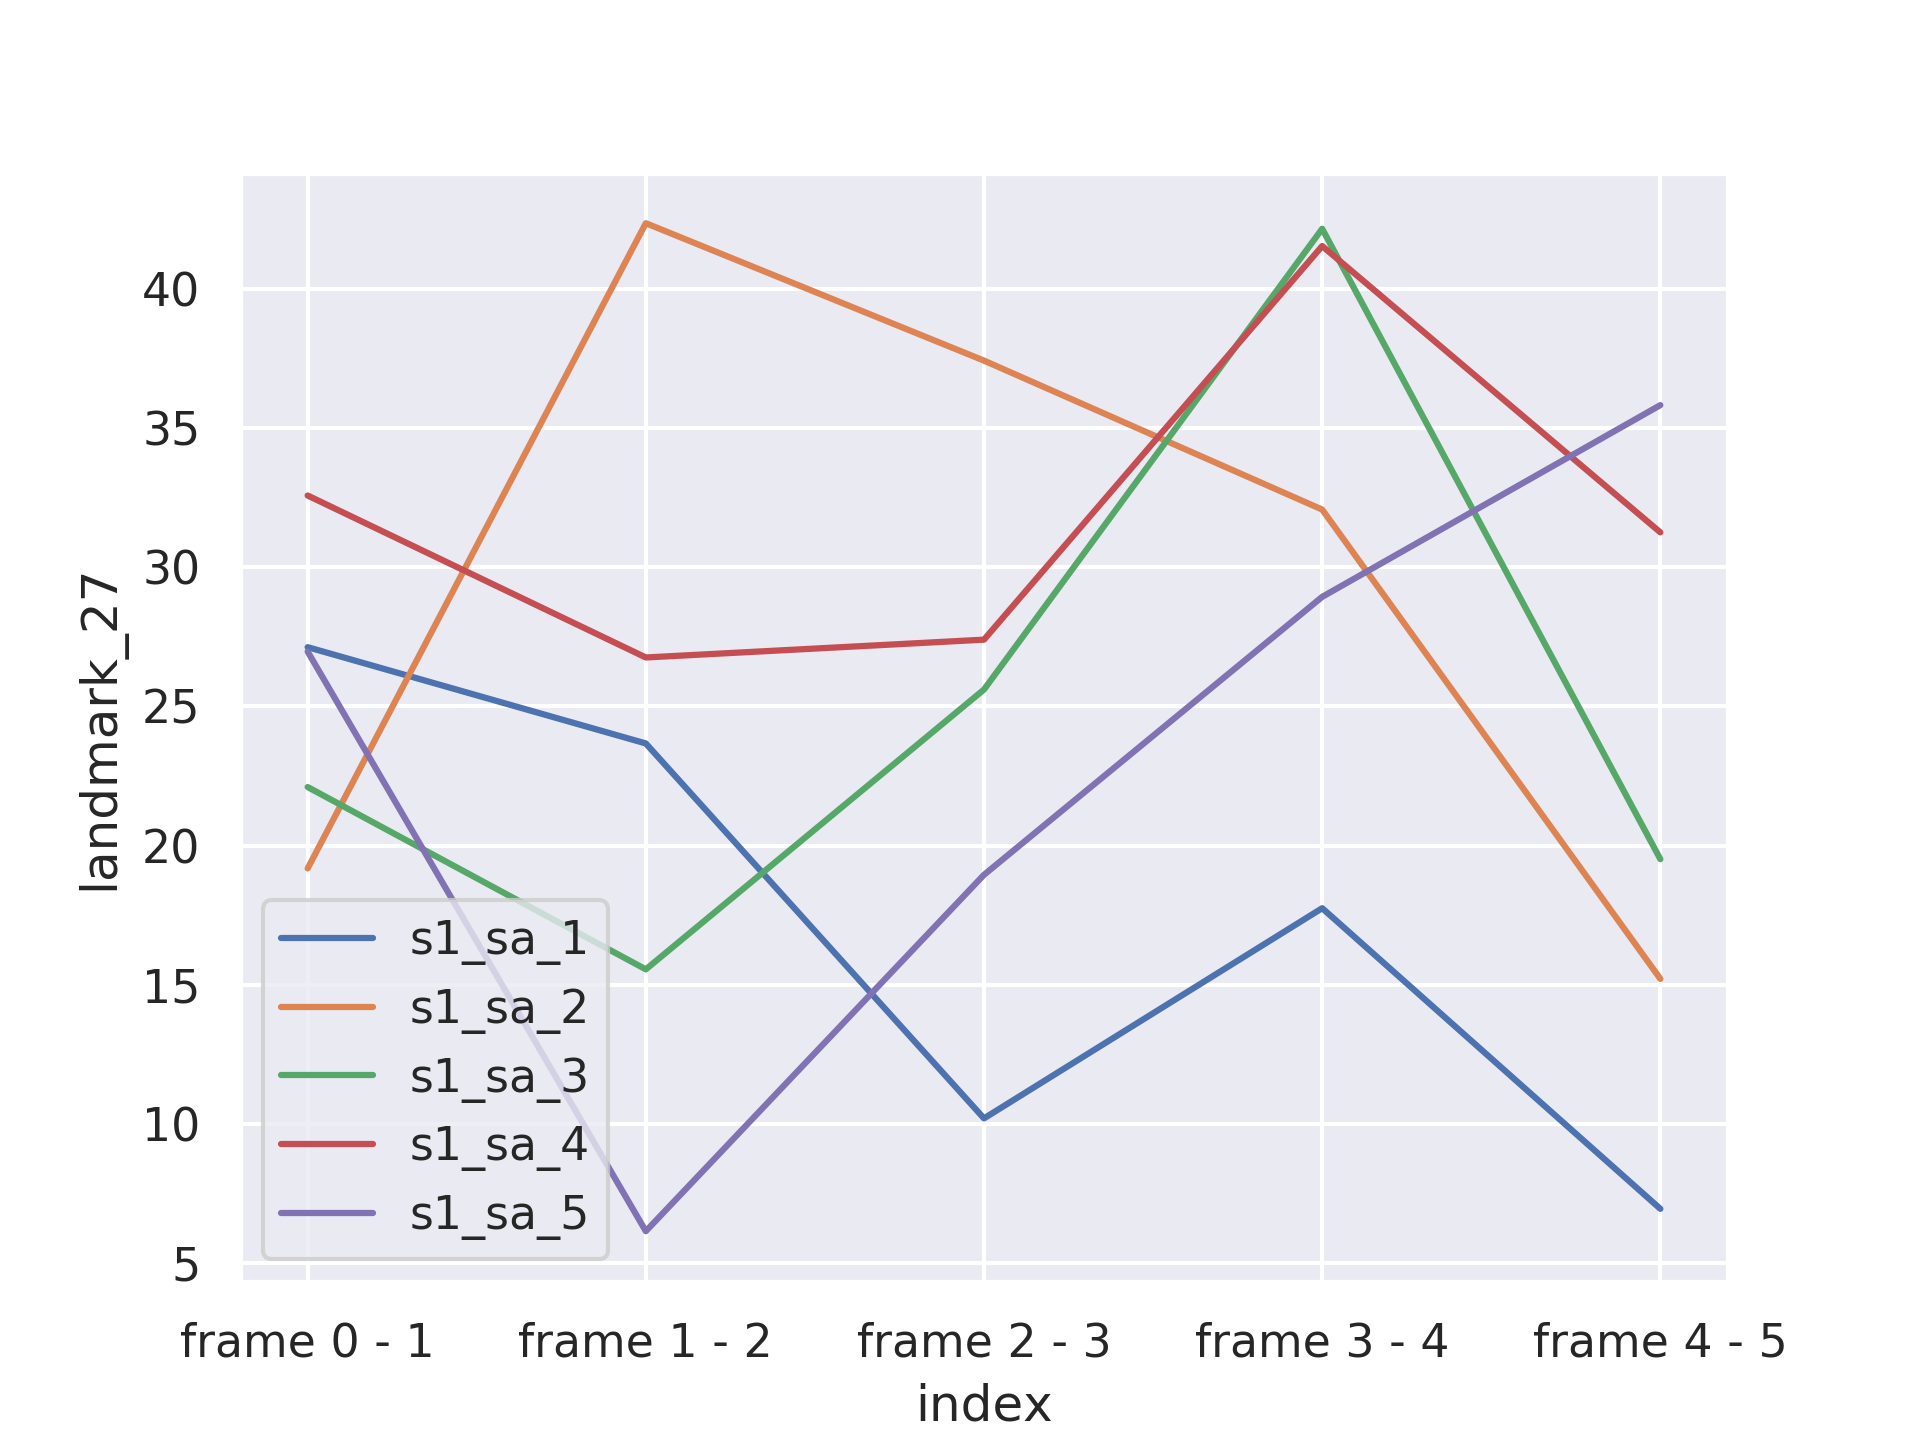 40
35
30
25
20
15
10
5
landmark_27
s1_sa_1
s1_sa_2
s1_sa_3
s1_sa_4
s1_sa_5
frame 0 - 1 frame 1 - 2 frame 2 - 3 frame 3 - 4 frame 4 - 5
index